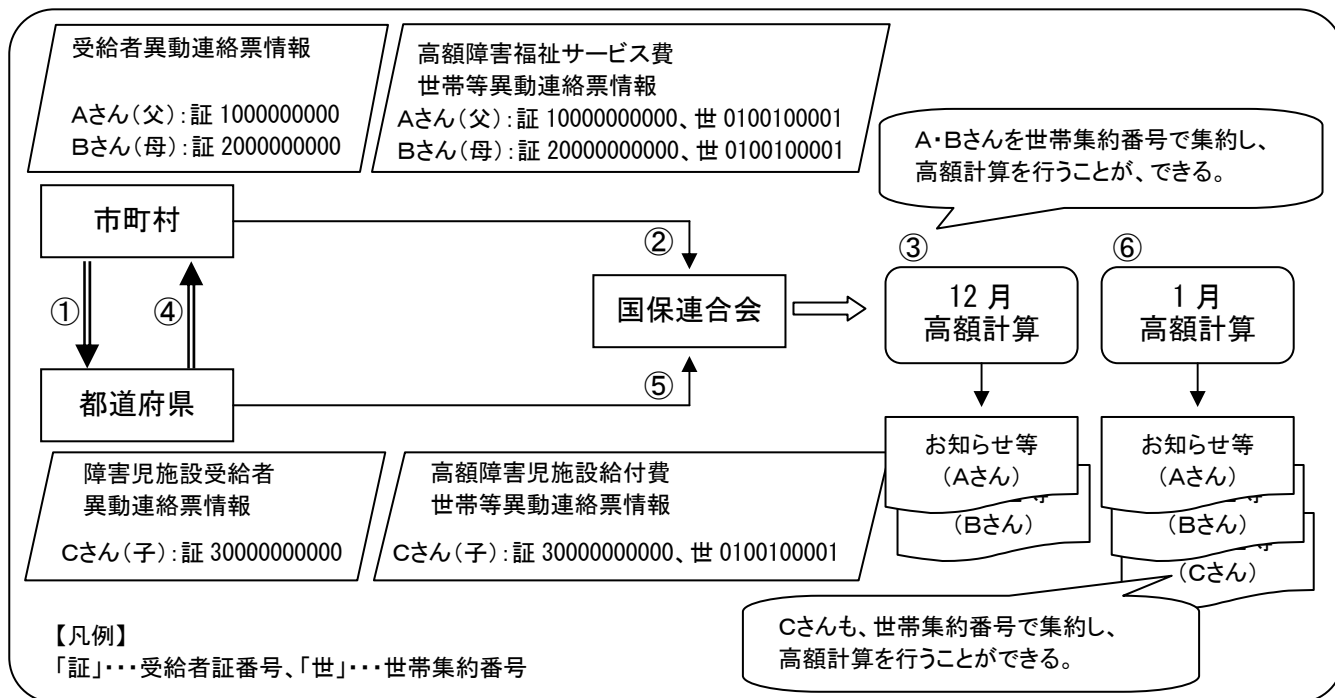 受給者異動連絡票情報
Aさん(父):証 1000000000
Bさん(母):証 2000000000
高額障害福祉サービス費
世帯等異動連絡票情報
Aさん(父):証 10000000000、世 0100100001
Bさん(母):証 20000000000、世 0100100001
A・Bさんを世帯集約番号で集約し、
高額計算を行うことが、できる。
市町村
②
③
⑥
①
④
国保連合会
12 月
高額計算
1 月
高額計算
都道府県
⑤
障害児施設受給者
異動連絡票情報
Cさん(子):証 30000000000
高額障害児施設給付費
世帯等異動連絡票情報
Cさん(子):証 30000000000、世 0100100001
お知らせ等
(Aさん)
(Bさん)
お知らせ等
(Aさん)
等
(Bさん)
(Cさん)
Cさんも、世帯集約番号で集約し、
高額計算を行うことができる。
【凡例】
「証」・・・受給者証番号、「世」・・・世帯集約番号